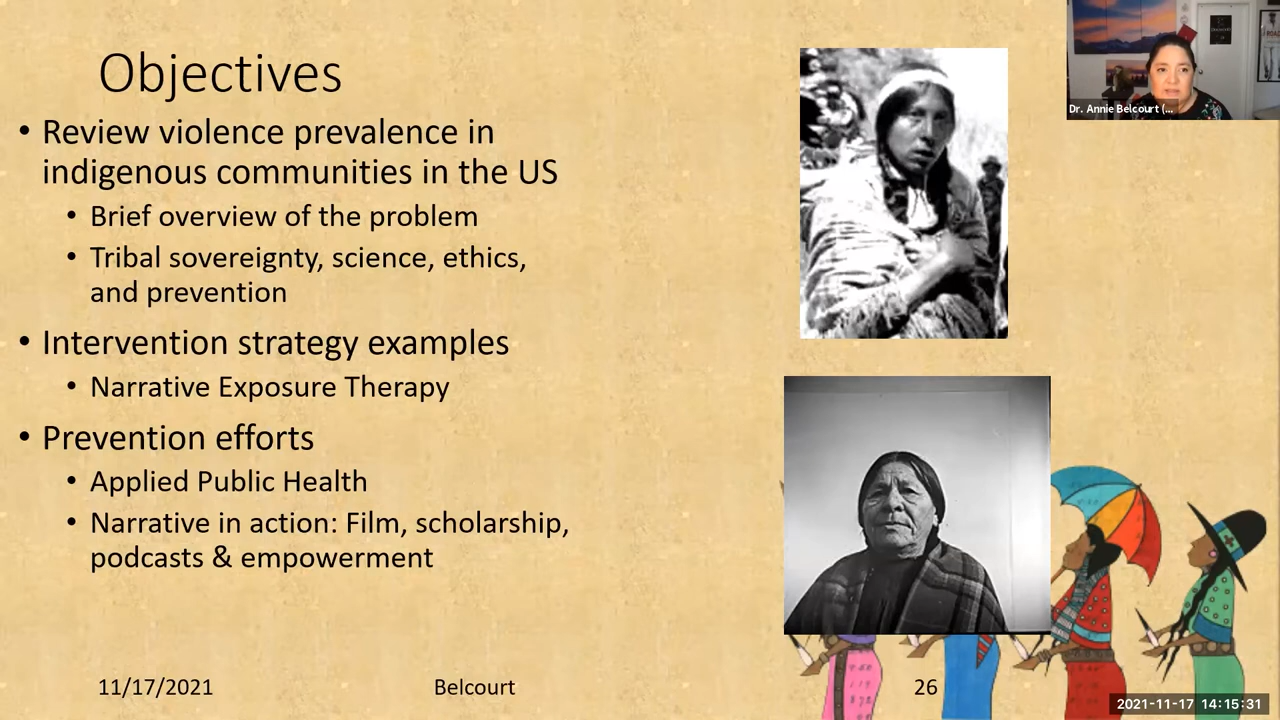 Objectives
• Review violence prevalence in
indigenous communities in the US
• Brief overview of the problem
• Tribal sovereignty, science, ethics,
and prevention
• Intervention strategy examples
• Narrative Exposure Therapy
• Prevention efforts
• Applied Public Health
• Narrative in action: Film, scholarship,
podcasts & empowerment
11/17/2021
Belcourt
26
Dr. Annie Belcourt (...
2021-11-17 14:15:31